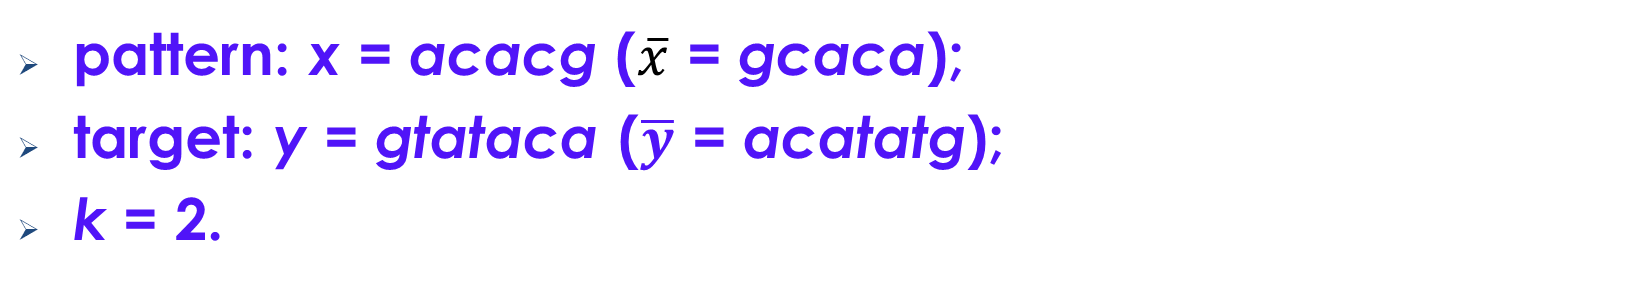 ➢ pattern: x = acacg (x̅ = gcaca);
➢ target: y = gtataca (y̅ = acatatg);
➢ k = 2.